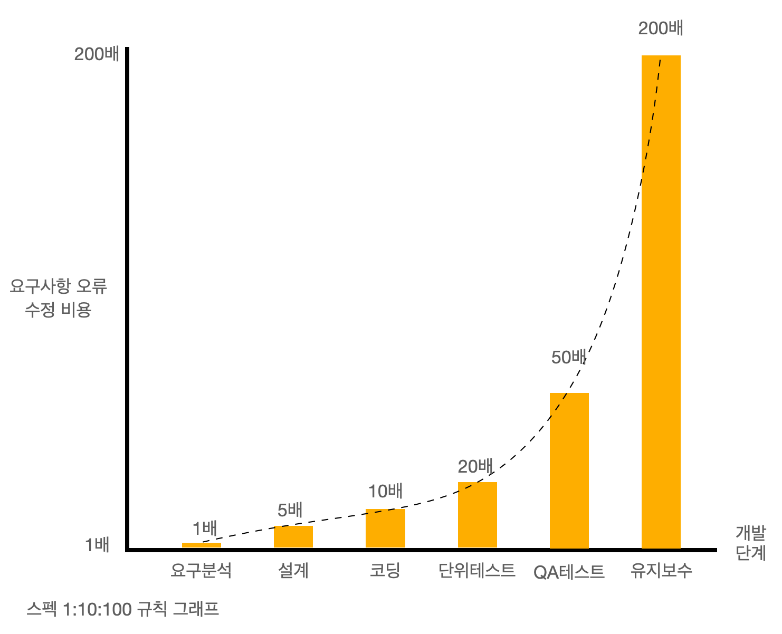 200배
200배
요구사항 오류
수정 비용
50배
20배
10배
5배
1배
1배
개발
단계
요구분석
설계
코딩
단위테스트
QA테스트
유지보수
스펙 1:10:100 규칙 그래프